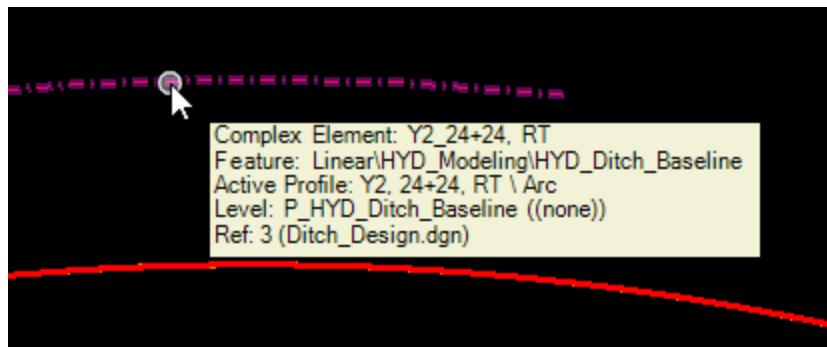 Complex Element: Y2_24+24, RT
Feature: Linear\HYD_Modeling\HYD_Ditch_Baseline
Active Profile: Y2, 24+24, RT \ Arc
Level: P_HYD_Ditch_Baseline ((none))
Ref: 3 (Ditch_Design.dgn)